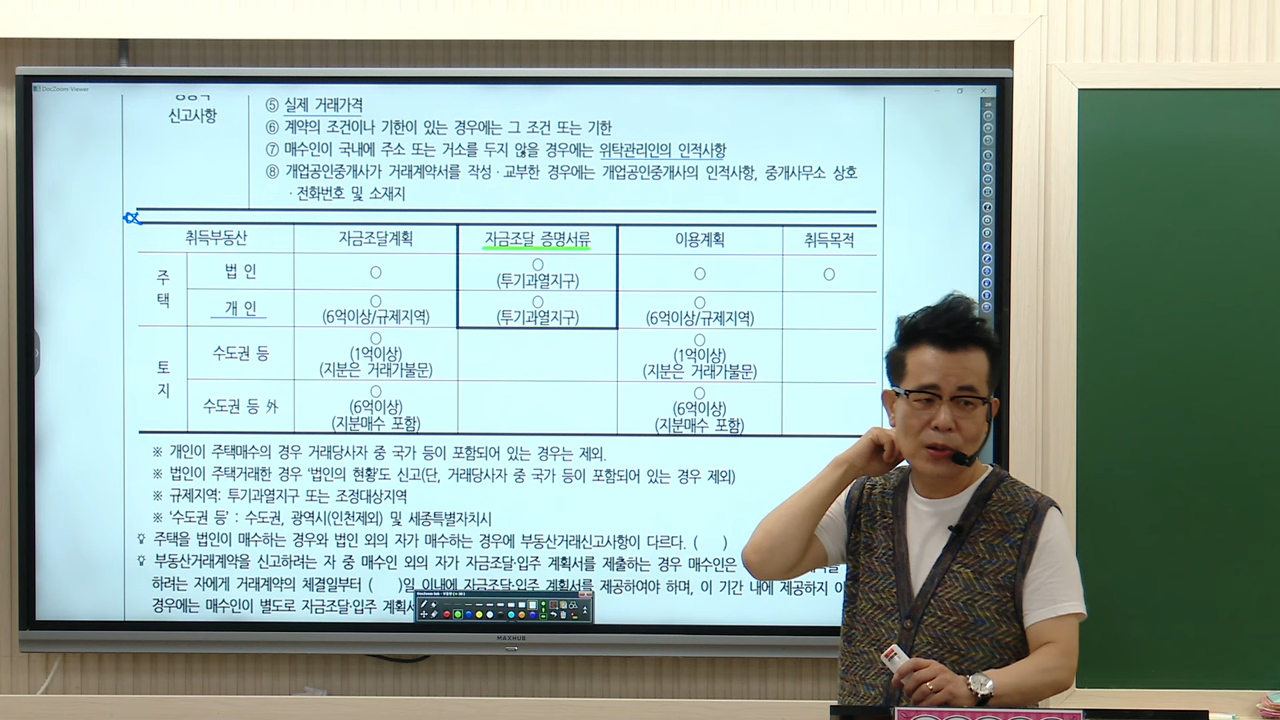 DocZoom Viewer
신고사항
⑤ 실제 거래가격
⑥ 계약의 조건이나 기한이 있는 경우에는 그 조건 또는 기한
⑦ 매수인이 국내에 주소 또는 거소를 두지 않을 경우에는 위탁관리인의 인적사항
⑧ 개업공인중개사가 거래계약서를 작성·교부한 경우에는 개업공인중개사의 인적사항, 중개사무소 상호
·전화번호 및 소재지
취득부동산 자금조달계획 자금조달 증명서류 이용계획 취득목적
주택 법인 ○ ○ (투기과열지구) ○ ○
개인 ○ (6억이상/규제지역) ○ (투기과열지구) ○ (6억이상/규제지역)
토지 수도권 등 ○ (1억이상) (지분은 거래가불문) ○ (1억이상) (지분은 거래가불문)
수도권 등 外 ○ (6억이상) (지분매수 포함) ○ (6억이상) (지분매수 포함)
※ 개인이 주택매수의 경우 거래당사자 중 국가 등이 포함되어 있는 경우는 제외.
※ 법인이 주택거래한 경우 '법인의 현황'도 신고(단, 거래당사자 중 국가 등이 포함되어 있는 경우 제외)
※ 규제지역: 투기과열지구 또는 조정대상지역
※ '수도권 등' : 수도권, 광역시(인천제외) 및 세종특별자치시
주택을 법인이 매수하는 경우와 법인 외의 자가 매수하는 경우에 부동산거래신고사항이 다르다. ( )
부동산거래계약을 신고하려는 자 중 매수인 외의 자가 자금조달·입주 계획서를 제출하는 경우 매수인은
하려는 자에게 거래계약의 체결일부터 ( )일 이내에 자금조달·입주 계획서를 제공하여야 하며, 이 기간 내에 제공하지
경우에는 매수인이 별도로 자금조달·입주 계획서
MAXHUB